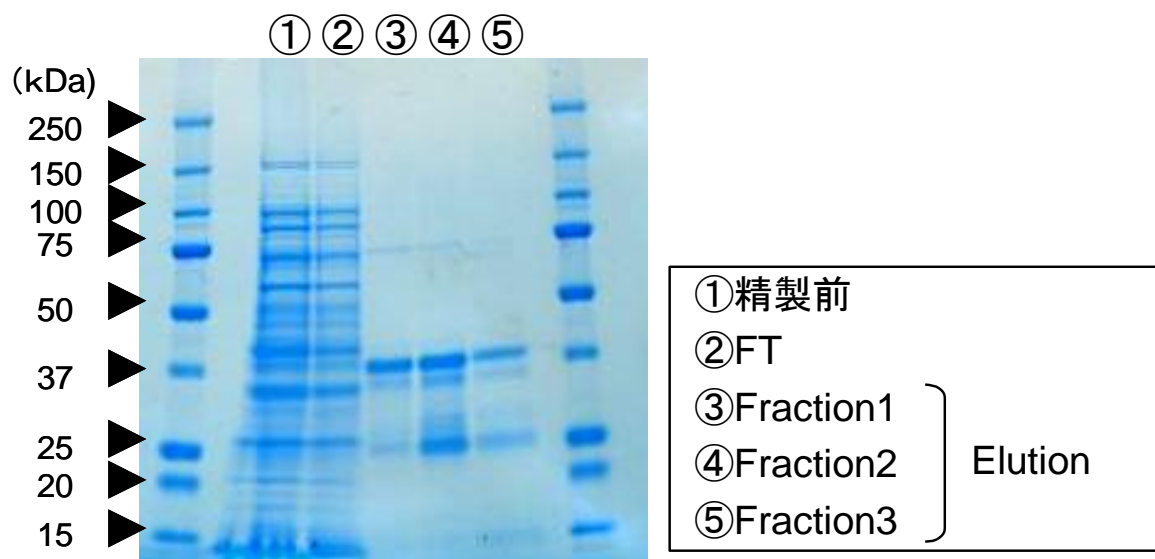 ① ② ③ ④ ⑤
(kDa)
250
150
100
75
50
37
25
20
15
①精製前
②FT
③Fraction1
④Fraction2
⑤Fraction3
Elution